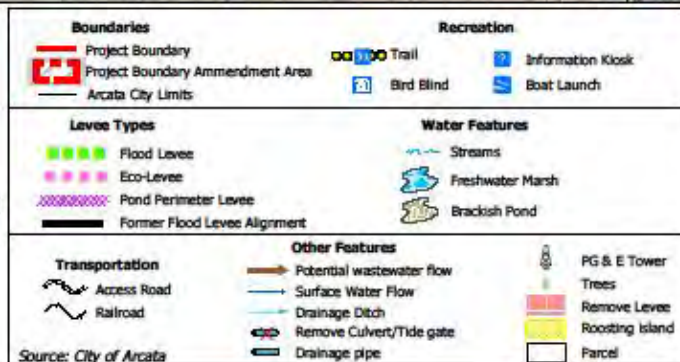 Boundaries
Project Boundary
Project Boundary Ammendment Area
Arcata City Limits
Recreation
Trail
Bird Blind
Information Kiosk
Boat Launch
Levee Types
Flood Levee
Eco-Levee
Pond Perimeter Levee
Former Flood Levee Alignment
Water Features
Streams
Freshwater Marsh
Brackish Pond
Transportation
Access Road
Railroad
Source: City of Arcata
Other Features
Potential wastewater flow
Surface Water Flow
Drainage Ditch
Remove Culvert/Tide gate
Drainage pipe
PG & E Tower
Trees
Remove Levee
Roosting Island
Parcel